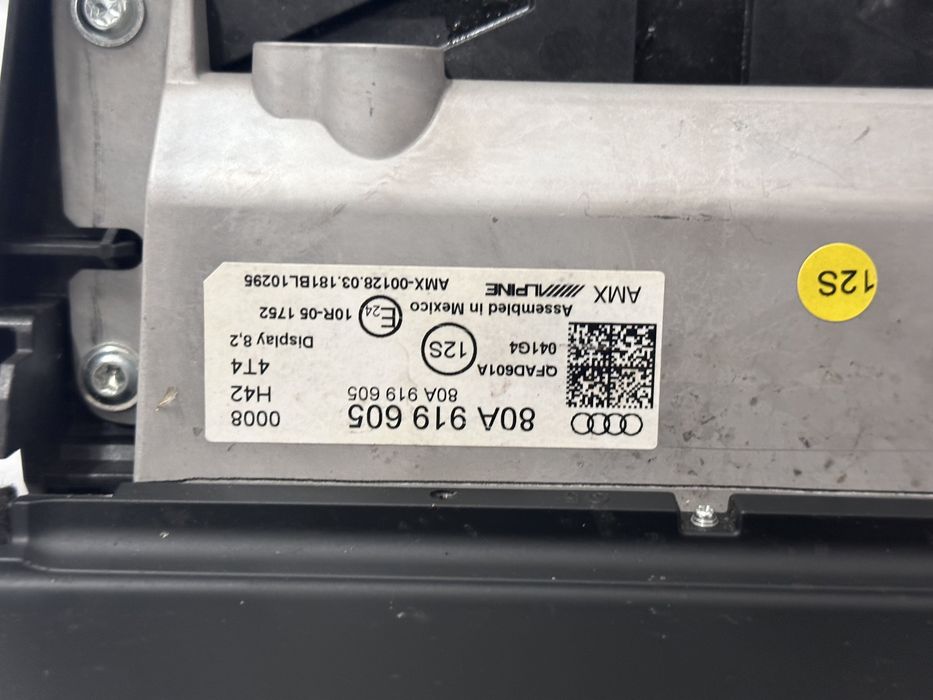 80A 919 605 0008
80A 919 605 H42
QFAD601A 4T4
041G4 12S Display 8,2
Assembled in Mexico E24 10R-05 1752
AMX ALPINE AMX-00128.03.181BL10295
12S